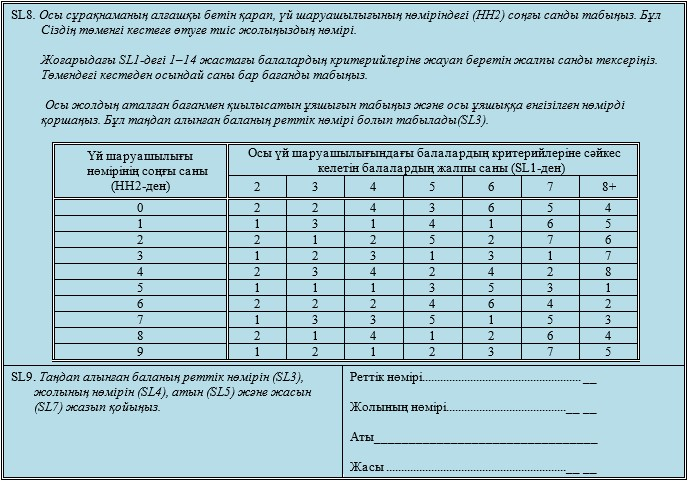 SL8. Осы сұрақнаманың алғашқы бетін қарап, үй шаруашылығының нөміріндегі (HH2) соңғы санды табыңыз. Бұл
Сіздің төменгі кестеге өтуге тиіс жолыңыздың нөмірі.
Жоғарыдағы SL1-дегі 1–14 жастағы балалардың критерийлеріне жауап беретін жалпы санды тексеріңіз.
Төмендегі кестеден осындай саны бар бағанды табыңыз.
Осы жолдың аталған бағанмен қиылысатын ұяшығын табыңыз және осы ұяшыққа енгізілген нөмірді
қоршаңыз. Бұл таңдап алынған баланың реттік нөмірі болып табылады(SL3).
Үй шаруашылығы
нөмірінің соңғы саны
(HH2-ден)
Осы үй шаруашылығындағы балалардың критерийлеріне сәйкес
келетін балалардың жалпы саны (SL1-ден)
2 3 4 5 6 7 8+
0 2 2 4 3 6 5 4
1 1 3 1 4 1 6 5
2 2 1 2 5 2 7 6
3 1 2 3 1 3 1 7
4 2 3 4 2 4 2 8
5 1 1 1 3 5 3 1
6 2 2 2 4 6 4 2
7 1 3 3 5 1 5 3
8 2 1 4 1 2 6 4
9 1 2 1 2 3 7 5
SL9. Таңдап алынған баланың реттік нөмірін (SL3),
жолының нөмірін (SL4), атын (SL5) және жасын
(SL7) жазып қойыңыз.
Реттік нөмірі.................................................... __
Жолының нөмірі........................................__ __
Аты__________________________________
Жасы ............................................................__ __